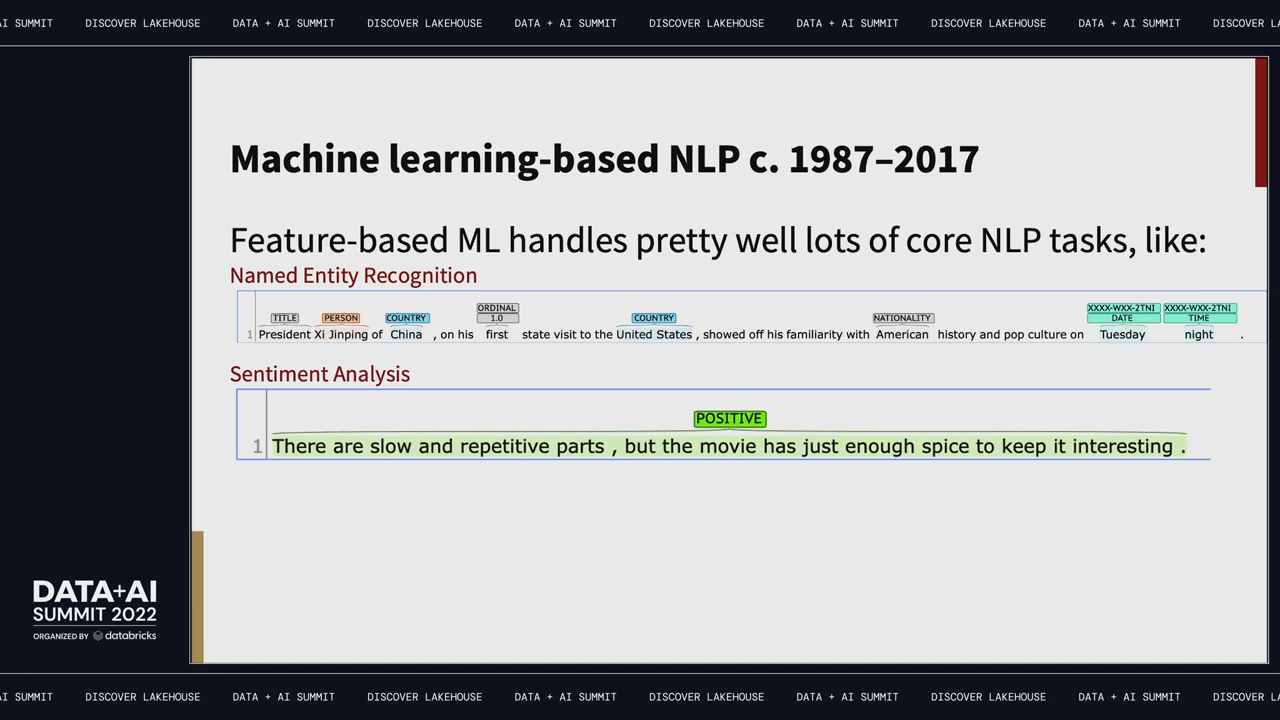 AI SUMMIT DISCOVER LAKEHOUSE DATA + AI SUMMIT DISCOVER LAKEHOUSE DATA + AI SUMMIT DISCOVER LAKEHOUSE DATA + AI SUMMIT DISCOVER LAKEHOUSE DATA + AI SUMMIT DISCOVER
Machine learning-based NLP c. 1987–2017
Feature-based ML handles pretty well lots of core NLP tasks, like:
Named Entity Recognition
ORDINAL XXXX-WXX-2TNI XXXX-WXX-2TNI
TITLE PERSON COUNTRY 1.0 COUNTRY NATIONALITY DATE TIME
1 President Xi Jinping of China , on his first state visit to the United States , showed off his familiarity with American history and pop culture on Tuesday night .
Sentiment Analysis
POSITIVE
1 There are slow and repetitive parts , but the movie has just enough spice to keep it interesting .
DATA+AI
SUMMIT 2022
ORGANIZED BY databricks
AI SUMMIT DISCOVER LAKEHOUSE DATA + AI SUMMIT DISCOVER LAKEHOUSE DATA + AI SUMMIT DISCOVER LAKEHOUSE DATA + AI SUMMIT DISCOVER LAKEHOUSE DATA + AI SUMMIT DISCOVER